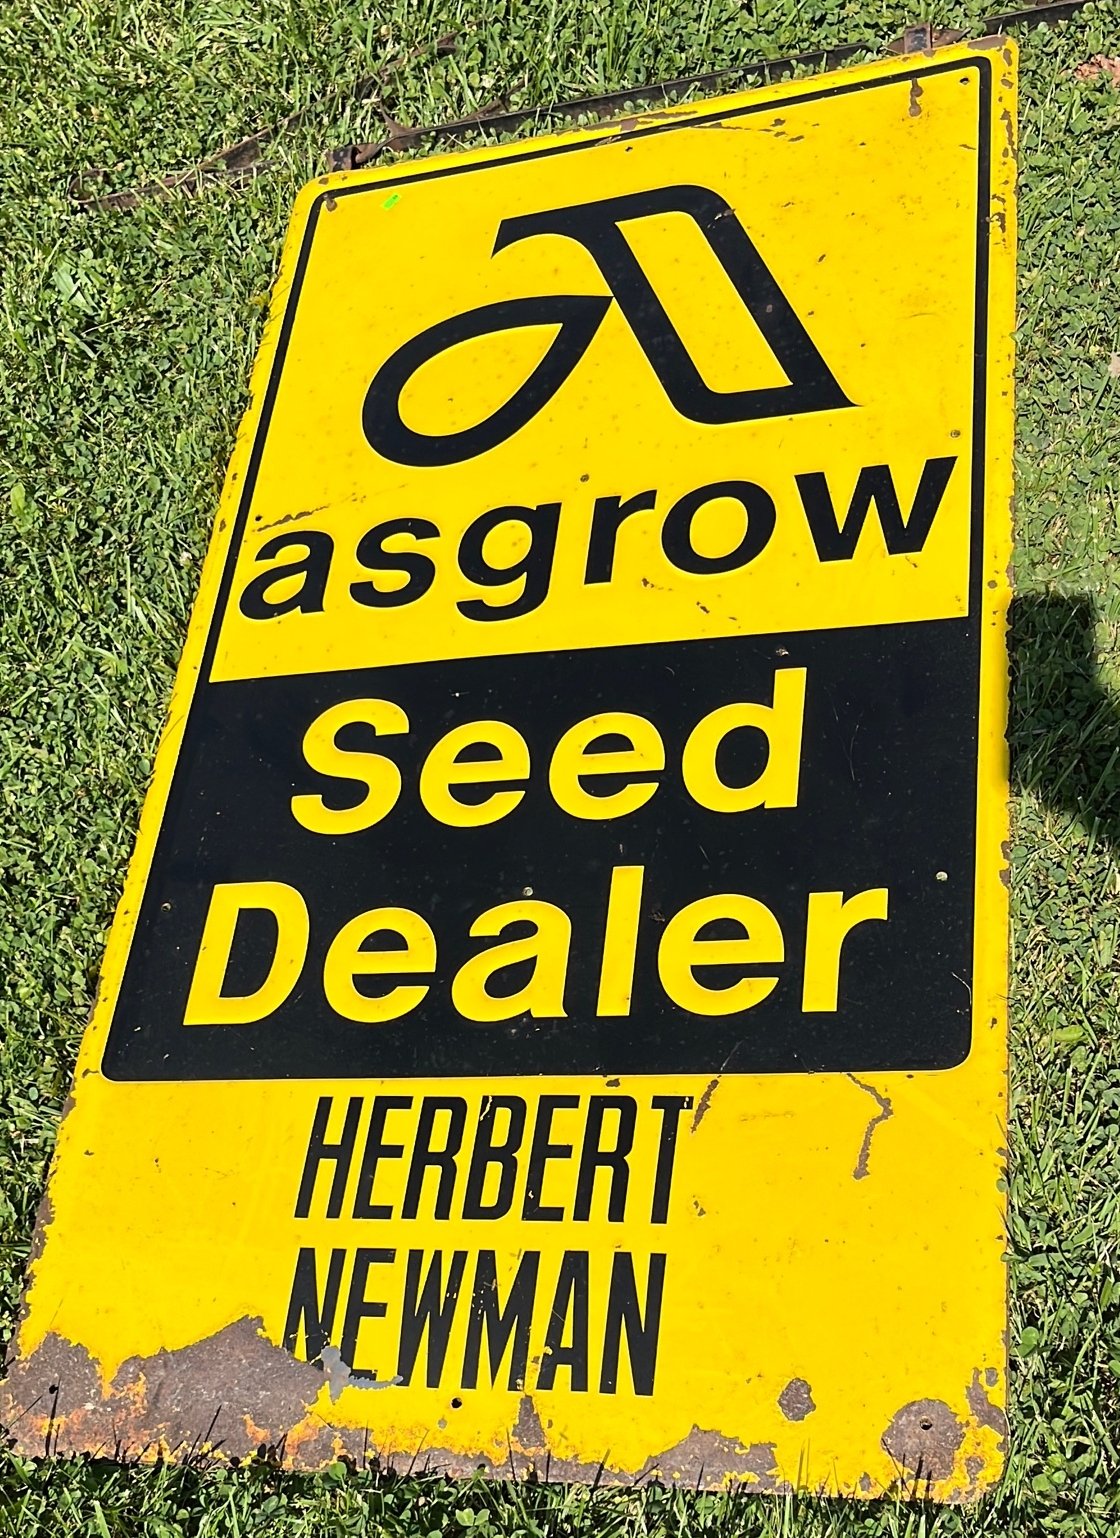 asgrow
Seed
Dealer
HERBERT
NEWMAN